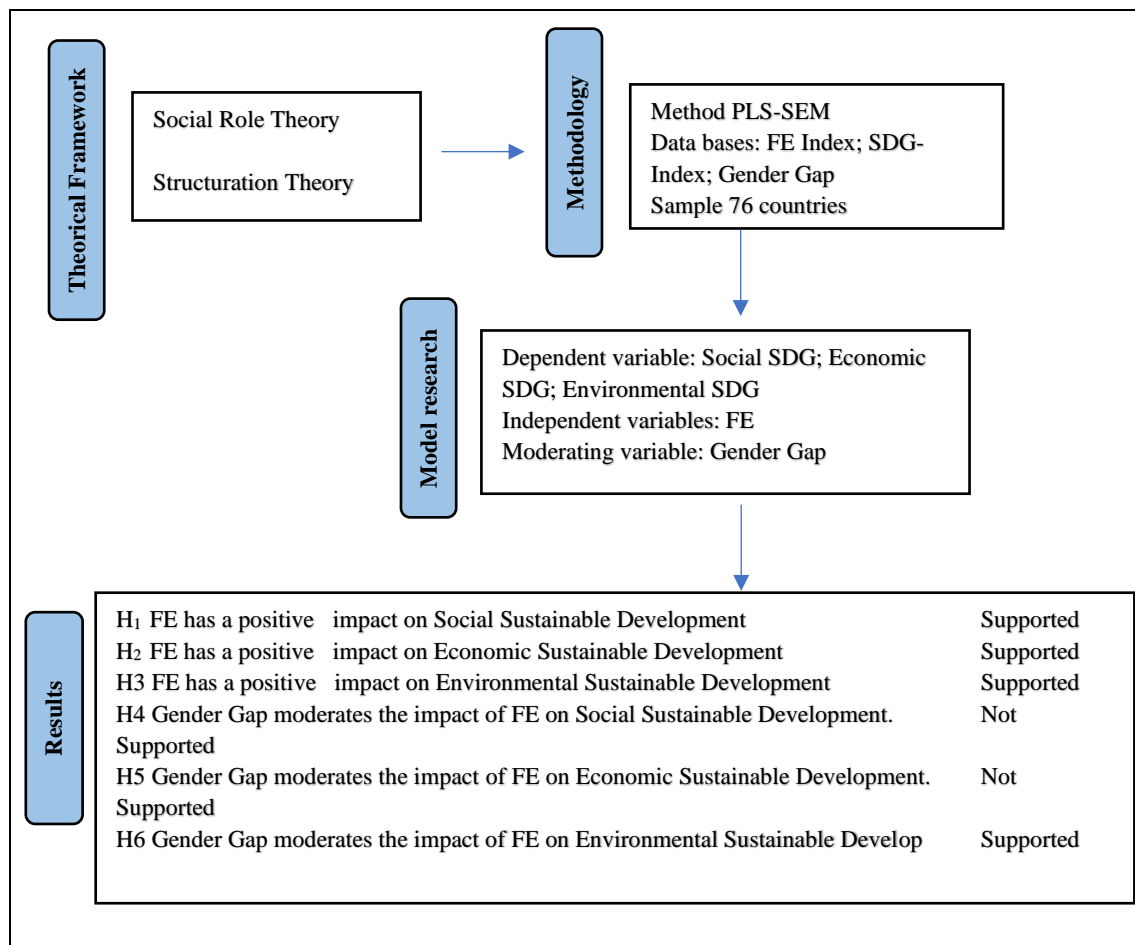 Theorical Framework
Social Role Theory
Structuration Theory
Methodology
Method PLS-SEM
Data bases: FE Index; SDG-
Index; Gender Gap
Sample 76 countries
Model research
Dependent variable: Social SDG; Economic
SDG; Environmental SDG
Independent variables: FE
Moderating variable: Gender Gap
Results
H₁ FE has a positive impact on Social Sustainable Development Supported
H₂ FE has a positive impact on Economic Sustainable Development Supported
H3 FE has a positive impact on Environmental Sustainable Development Supported
H4 Gender Gap moderates the impact of FE on Social Sustainable Development. Not
Supported
H5 Gender Gap moderates the impact of FE on Economic Sustainable Development. Not
Supported
H6 Gender Gap moderates the impact of FE on Environmental Sustainable Develop Supported